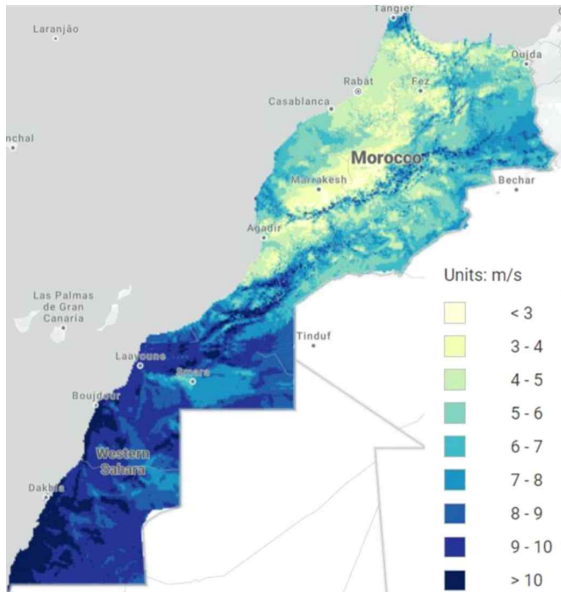 Tangier
Laranjão
Oujda
Rabat
Fez
Casablanca
nchal
Morocco
Marrakesh
Bechar
Agadir
Units: m/s
Las Palmas
de Gran
Canaria
< 3
Tinduf
3 - 4
Laayoune
4 - 5
Smara
5 - 6
Boujdour
6 - 7
Western
Sahara
7 - 8
Dakhla
8 - 9
9 - 10
> 10